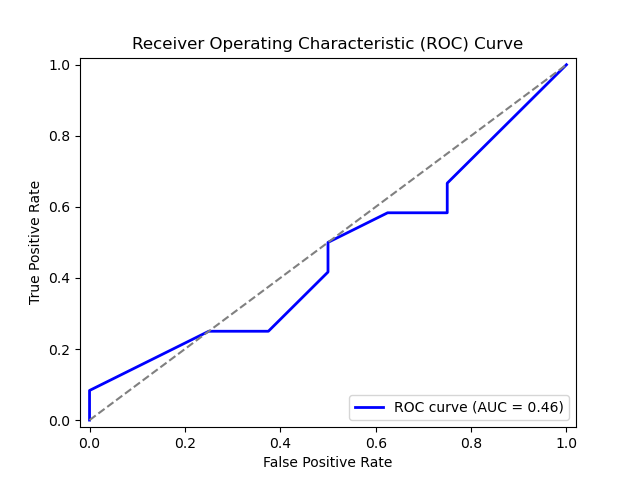 Receiver Operating Characteristic (ROC) Curve
True Positive Rate
1.0
0.8
0.6
0.4
0.2
0.0
ROC curve (AUC = 0.46)
0.0 0.2 0.4 0.6 0.8 1.0
False Positive Rate